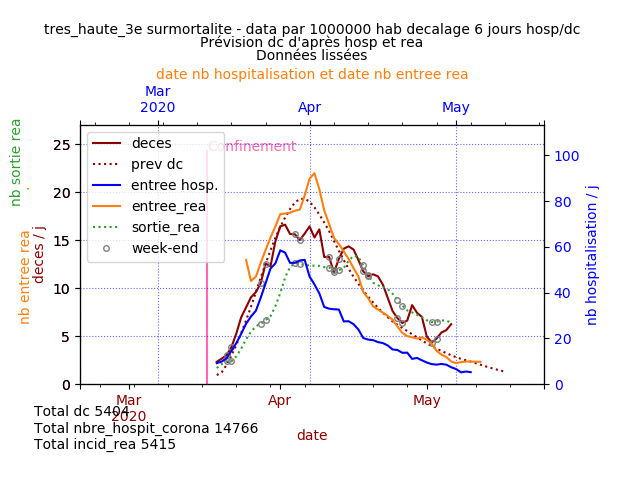 tres_haute_3e surmortalite - data par 1000000 hab decalage 6 jours hosp/dc
Prévision dc d'après hosp et rea
Données lissées
date nb hospitalisation et date nb entree rea
Mar
2020
Apr
May
nb sortie rea
.
nb entree rea
deces / j
25
20
15
10
5
0
Confinement
deces
prev dc
entree hosp.
entree_rea
sortie_rea
week-end
100
80
60
40
20
0
nb hospitalisation / j
Mar
2020
Apr
May
date
Total dc 5404
Total nbre_hospit_corona 14766
Total incid_rea 5415